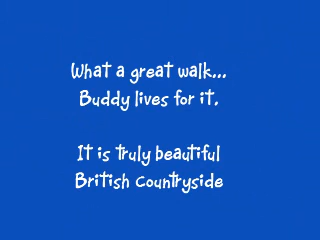 What a great walk...
Buddy lives for it.
It is truly beautiful
British Countryside